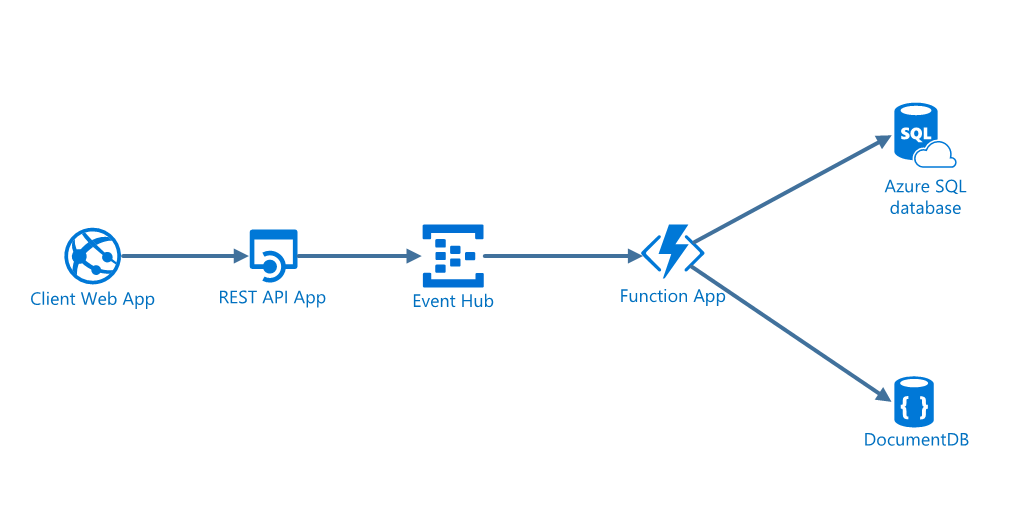 SQL
Azure SQL
database
Client Web App
REST API App
Event Hub
Function App
{ }
DocumentDB